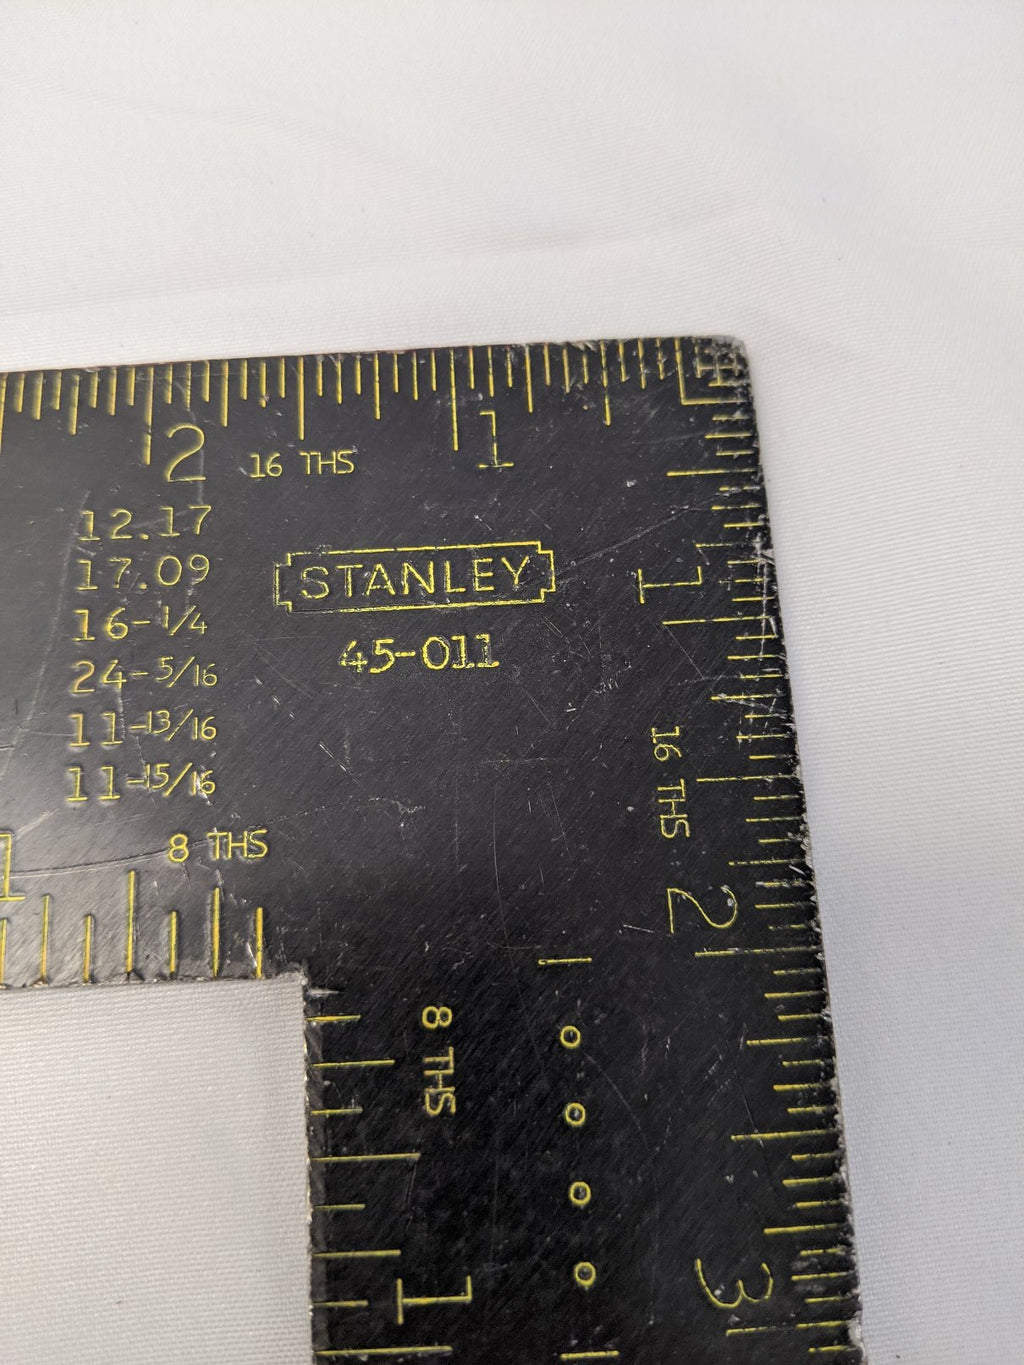 2 16 THS 1
12.17
17.09
16-1/4
24-5/16
11-13/16
11-15/16
STANLEY
45-011
1
16 THS
2
3
1 8 THS
8 THS
1